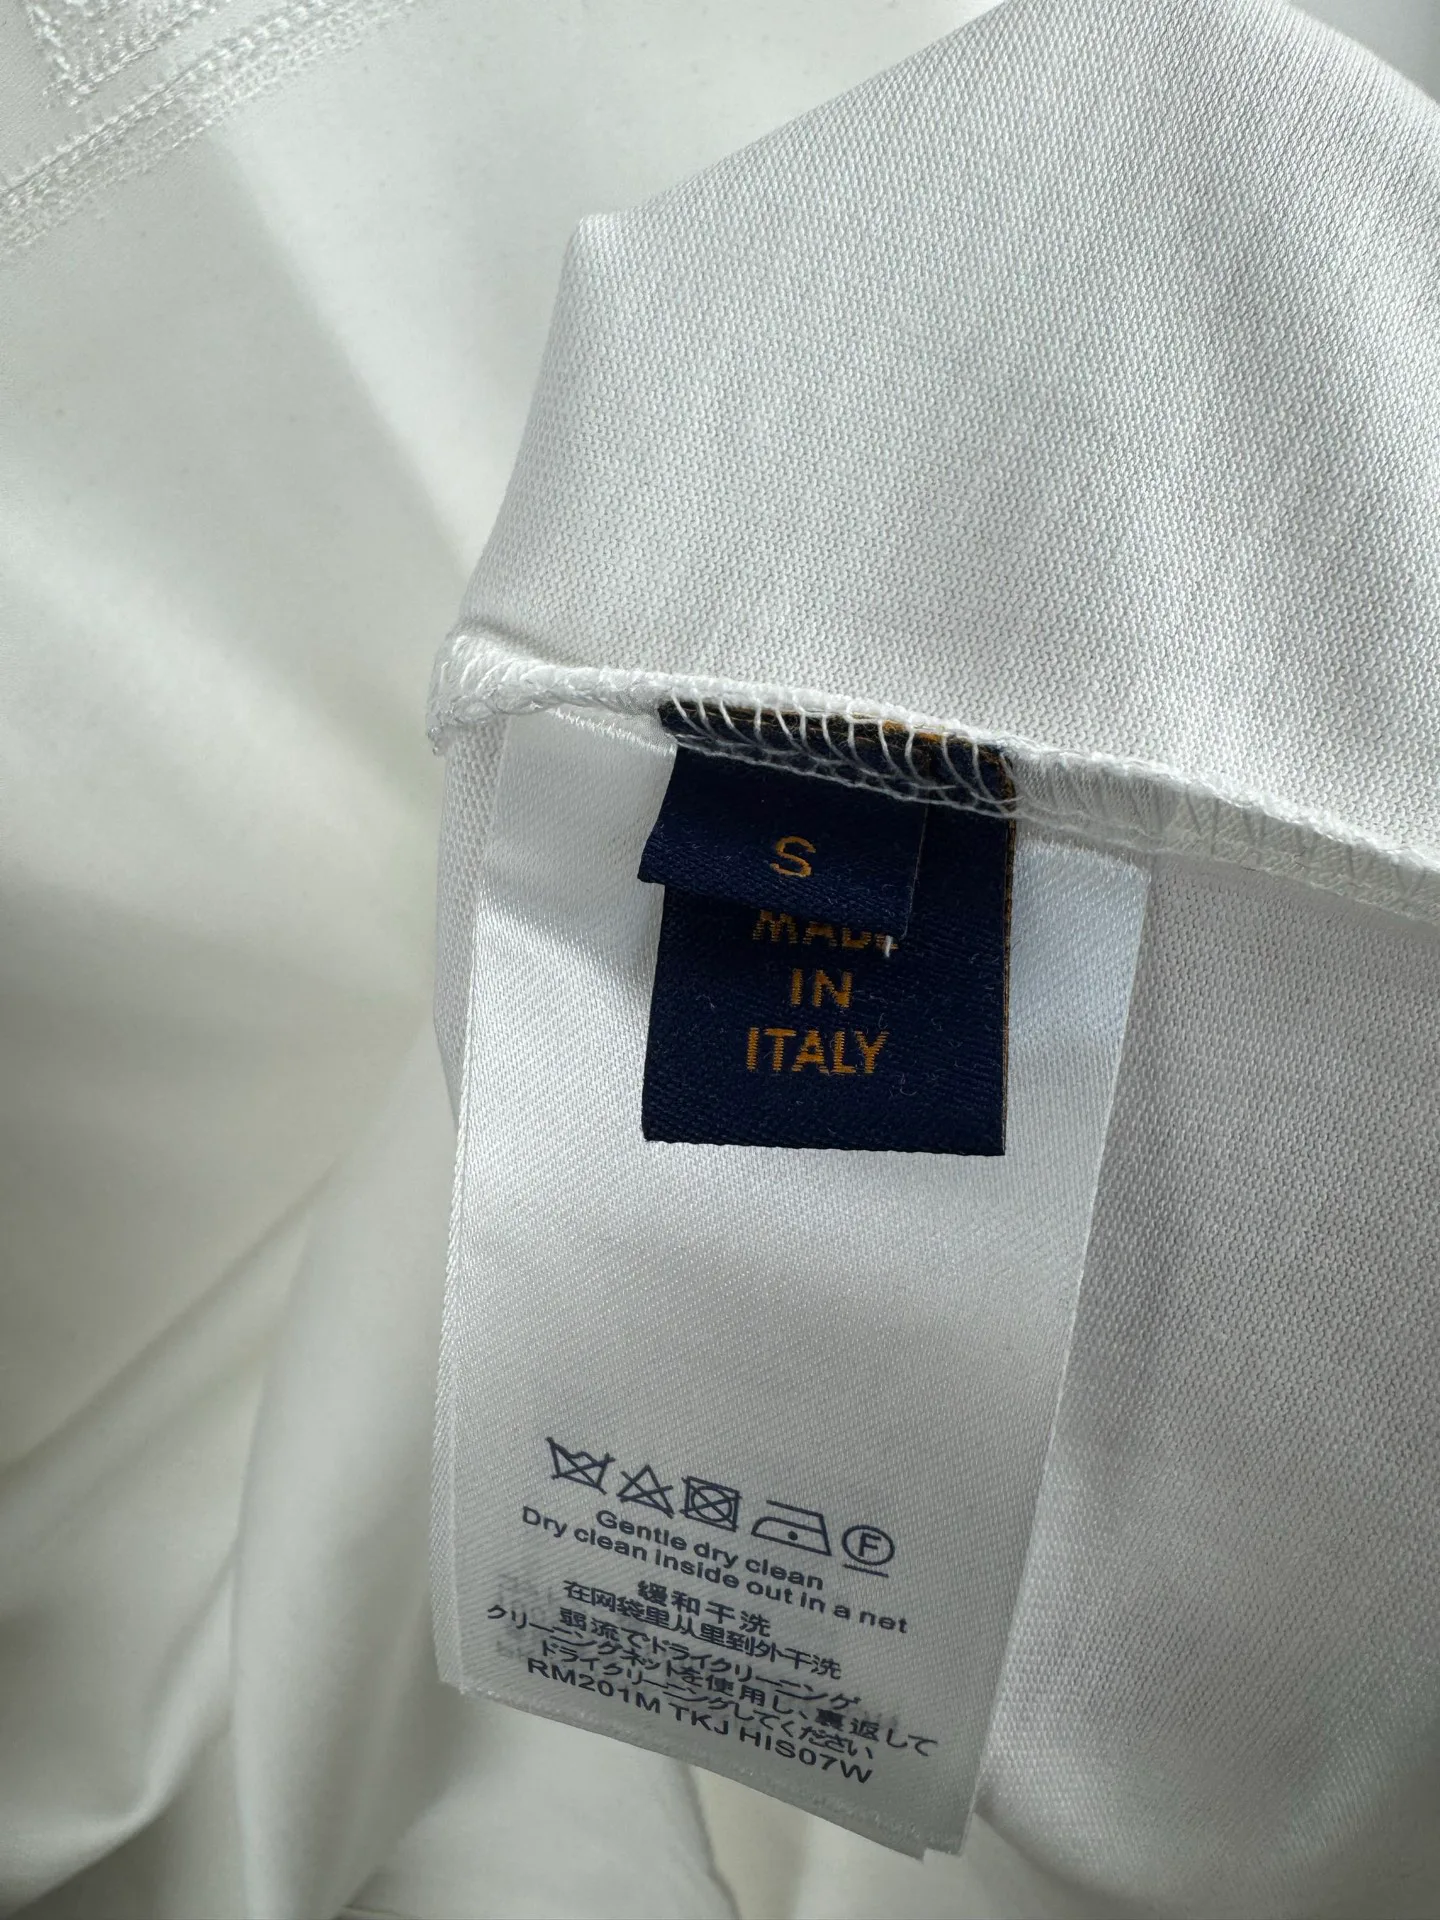 S
MADE
IN
ITALY
F
Gentle dry clean
Dry clean inside out in a net
缓和干洗
在网袋里从里到外干洗
弱流でドライクリーニング
クリーニングネットを使用し、裏返して
ドライクリーニングしてください
RM201M TKJ HIS07W